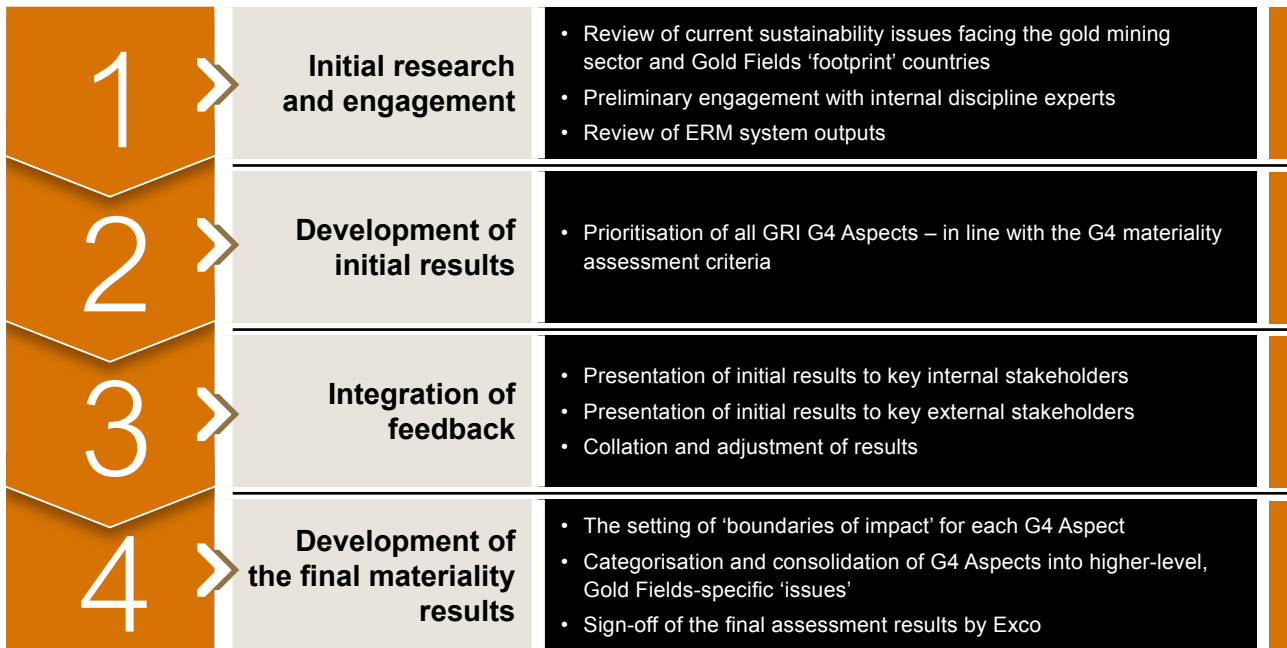 1
Initial research
and engagement
• Review of current sustainability issues facing the gold mining
sector and Gold Fields ‘footprint’ countries
• Preliminary engagement with internal discipline experts
• Review of ERM system outputs
2
Development of
initial results
• Prioritisation of all GRI G4 Aspects – in line with the G4 materiality
assessment criteria
3
Integration of
feedback
• Presentation of initial results to key internal stakeholders
• Presentation of initial results to key external stakeholders
• Collation and adjustment of results
4
Development of
the final materiality
results
• The setting of ‘boundaries of impact’ for each G4 Aspect
• Categorisation and consolidation of G4 Aspects into higher-level,
Gold Fields-specific ‘issues’
• Sign-off of the final assessment results by Exco